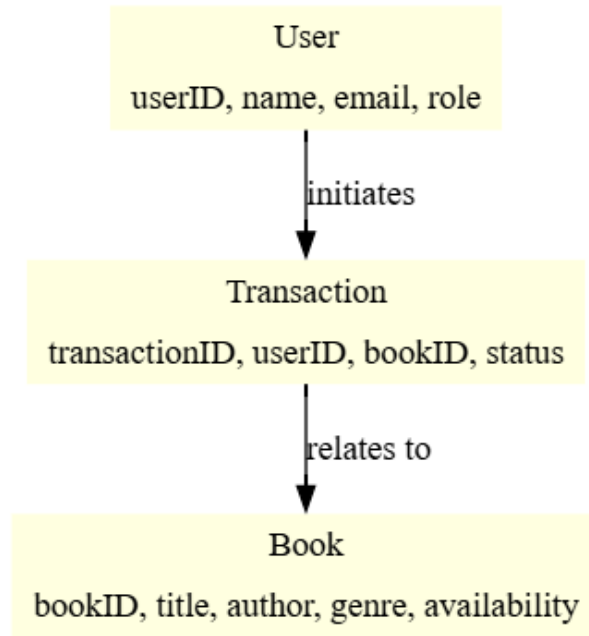 User
userID, name, email, role
initiates
Transaction
transactionID, userID, bookID, status
relates to
Book
bookID, title, author, genre, availability